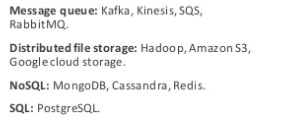 Message queue: Kafka, Kinesis, SQS,
RabbitMQ.
Distributed file storage: Hadoop, Amazon S3,
Google cloud storage.
NoSQL: MongoDB, Cassandra, Redis.
SQL: PostgreSQL.